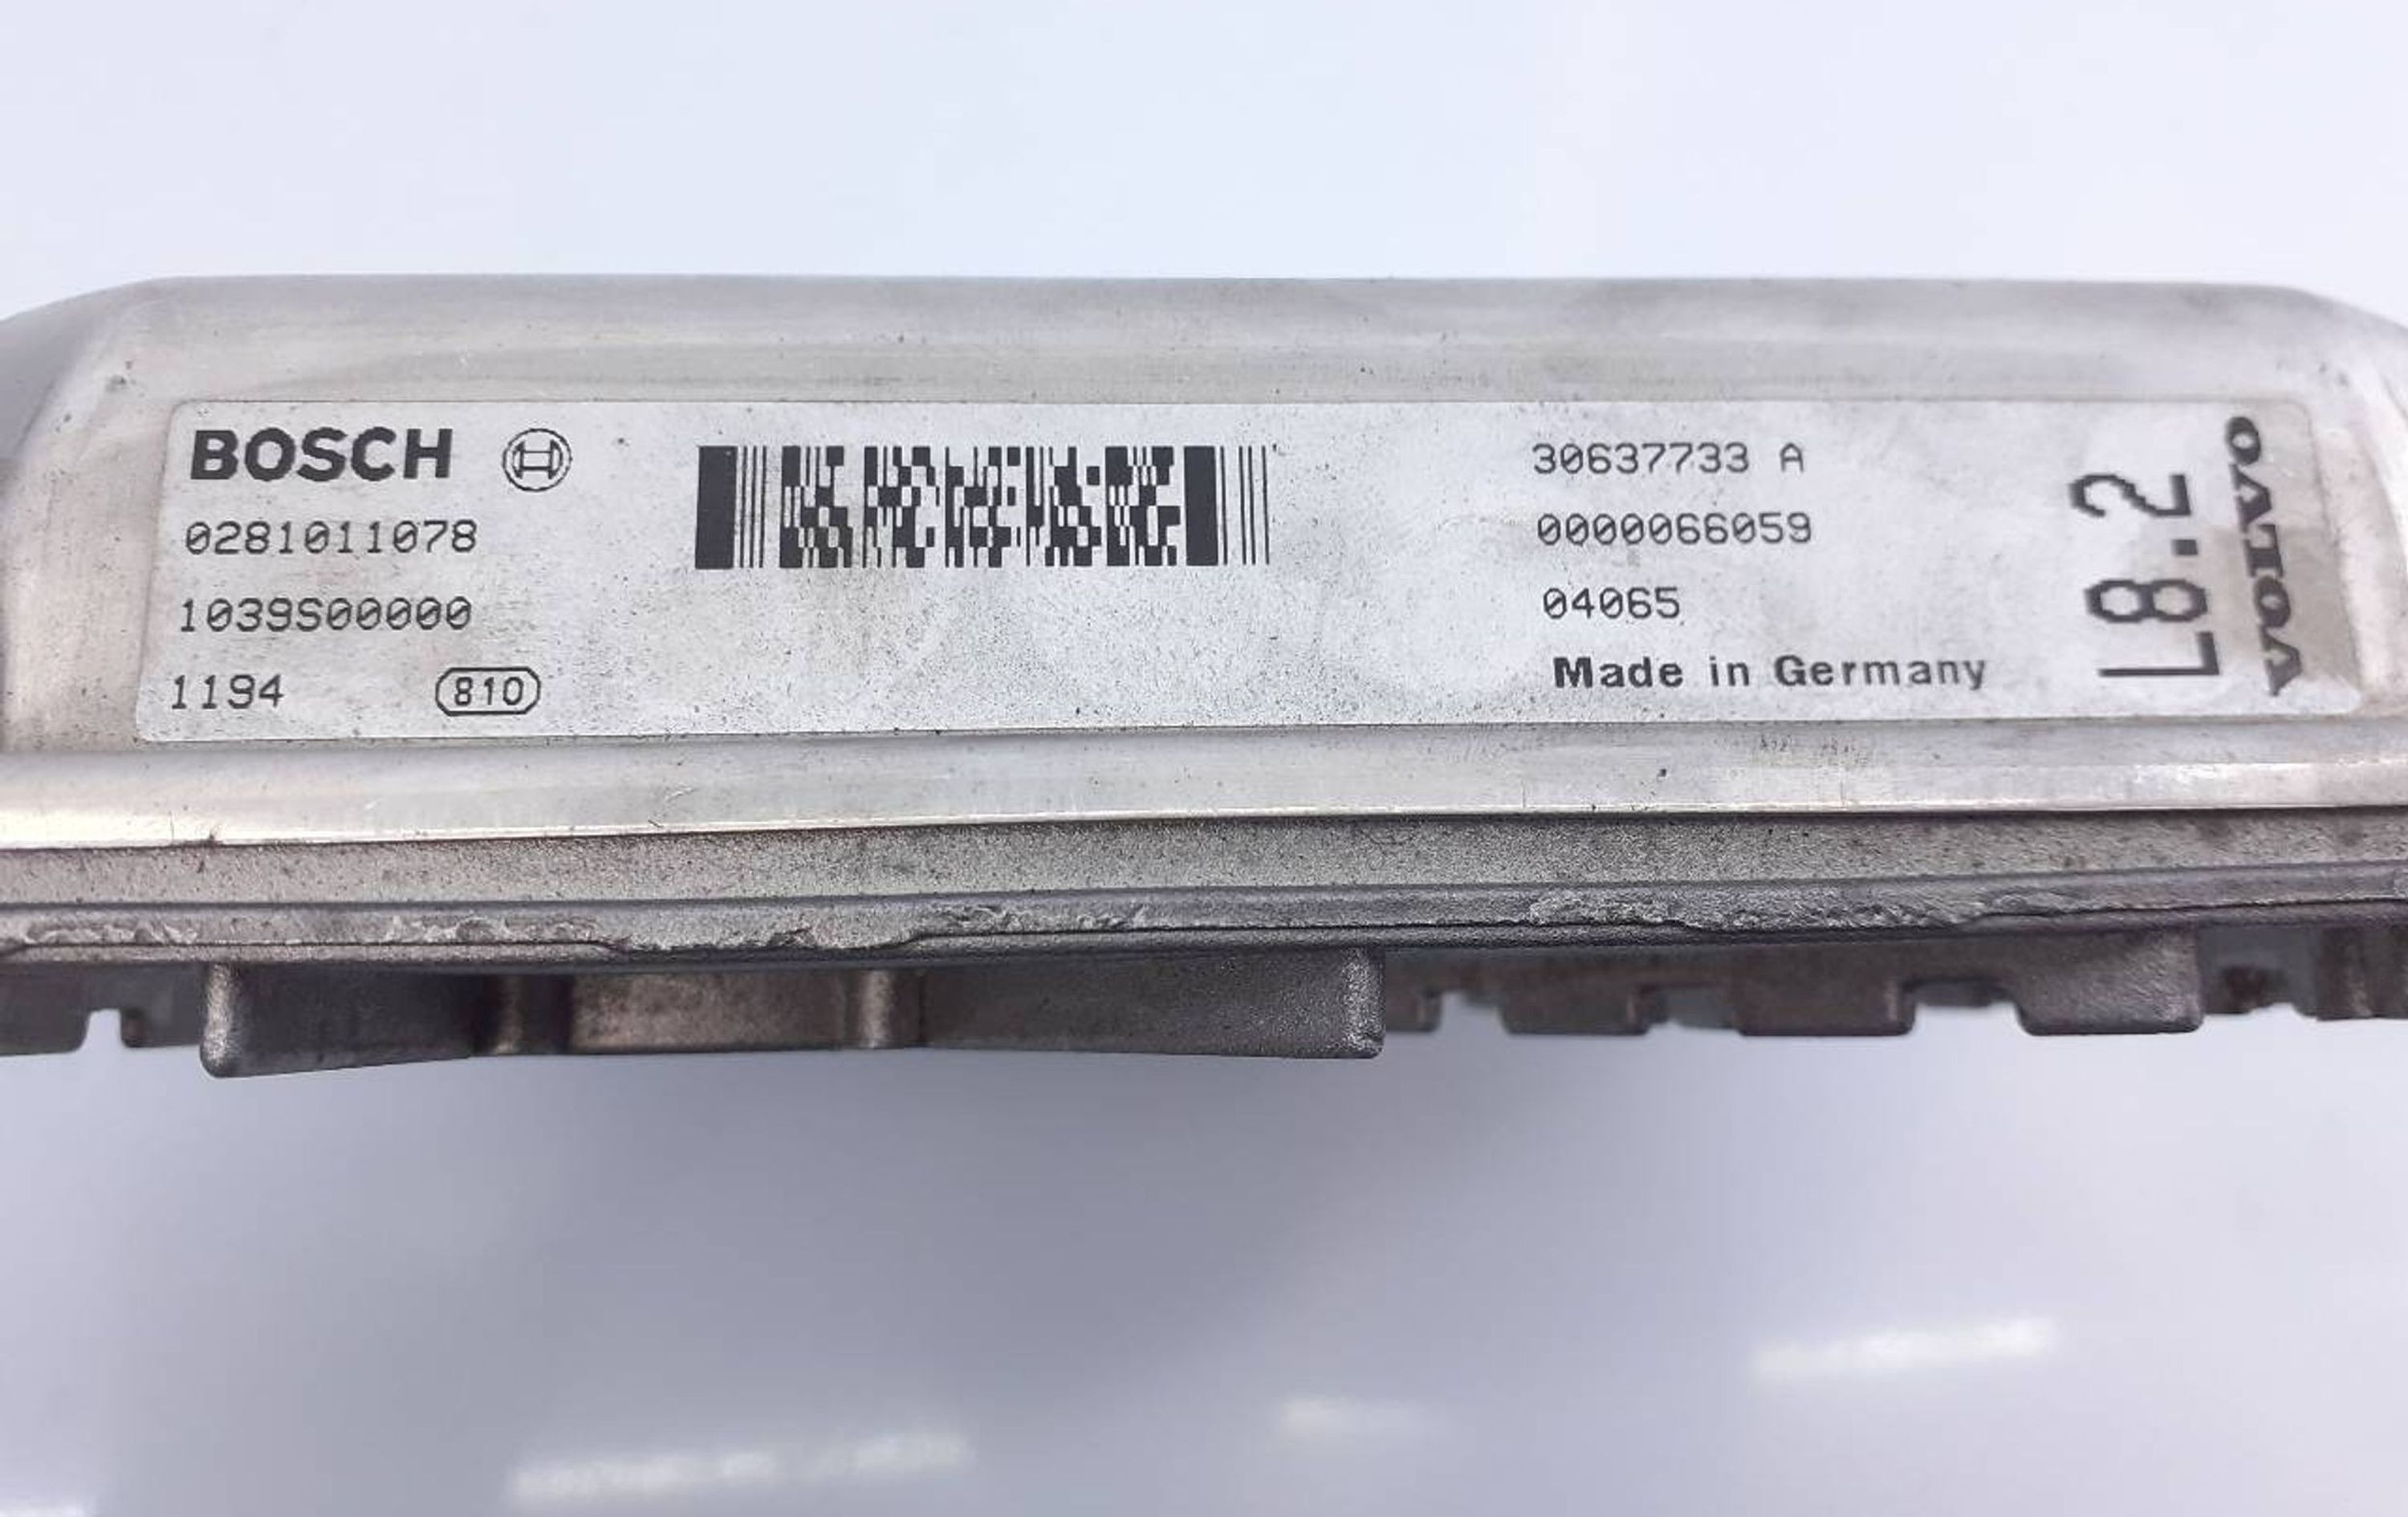 BOSCH
0281011078
1039S00000
1194 810
30637733 A
0000066059
04065
Made in Germany
L8.2
VOLVO